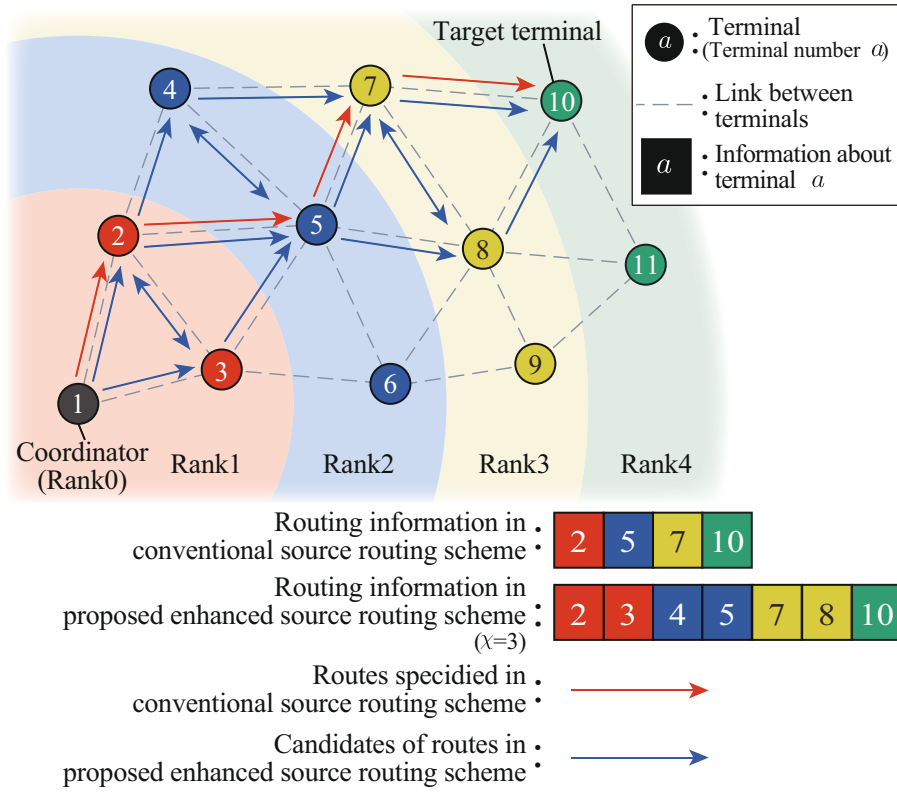 Target terminal
a : Terminal
(Terminal number a)
Link between
terminals
a : Information about
terminal a
4
7
10
2
5
8
11
3
9
6
1
Coordinator
(Rank0)
Rank1
Rank2
Rank3
Rank4
Routing information in
conventional source routing scheme :
2 5 7 10
Routing information in
proposed enhanced source routing scheme :
(χ=3)
2 3 4 5 7 8 10
Routes specidied in
conventional source routing scheme :
Candidates of routes in
proposed enhanced source routing scheme :